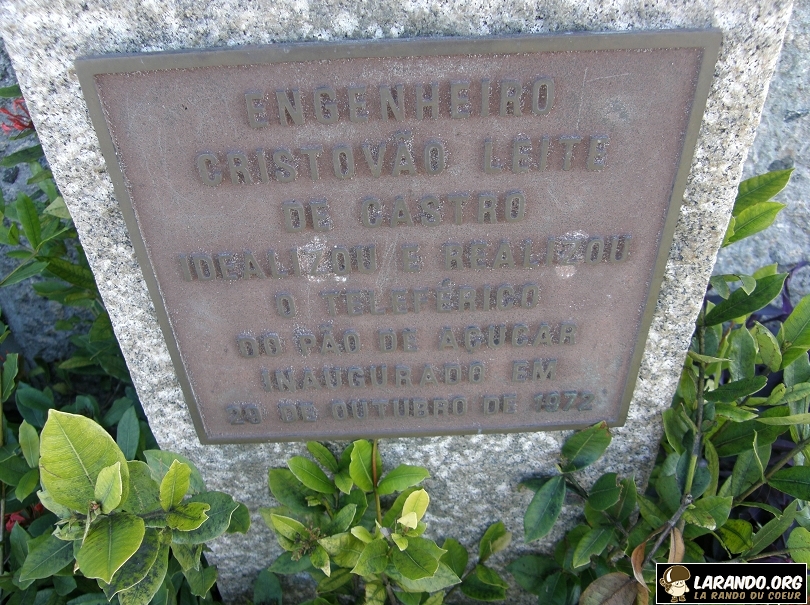 ENGENHEIRO
CRISTOVÃO LEITE
DE CASTRO
IDEALIZOU E REALIZOU
O TELEFÉRICO
DO PÃO DE AÇUCAR
INAUGURADO EM
29 DE OUTUBRO DE 1972
LARANDO.ORG
LA RANDO DU COEUR